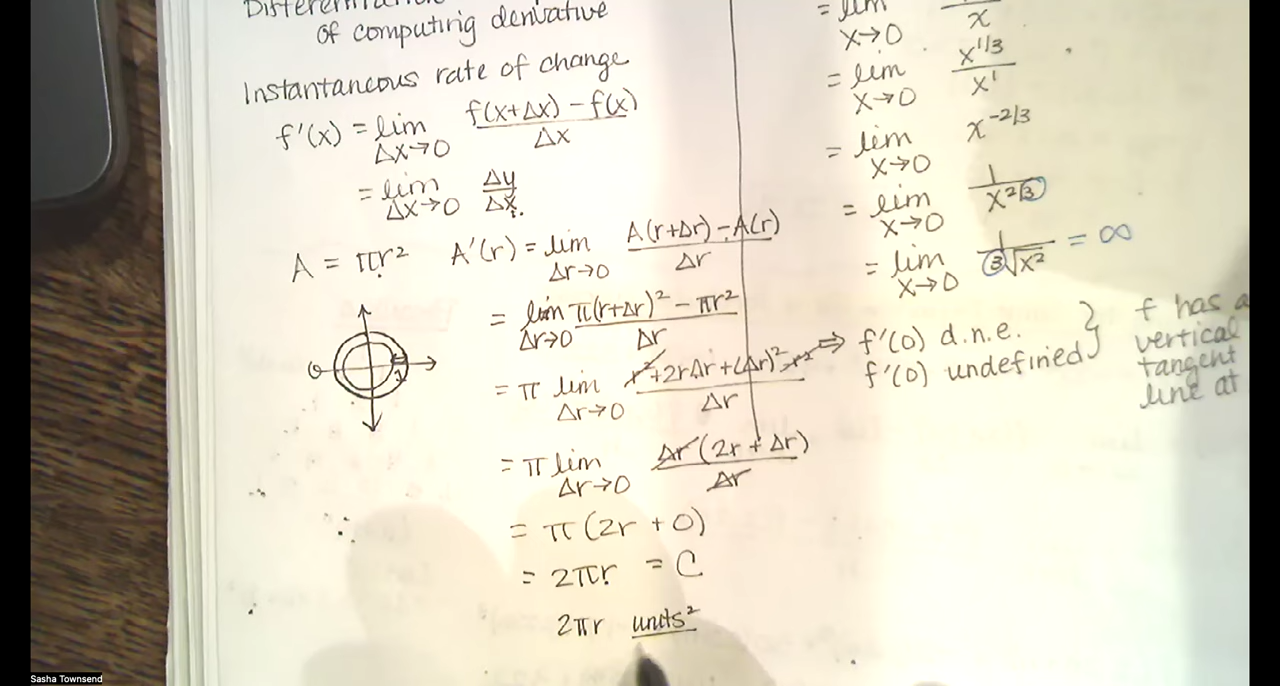 of computing derivative
Instantaneous rate of change
f'(x) = lim Δx→0 f(x+Δx) - f(x) / Δx
= lim Δx→0 Δy / Δx
A = πr² A'(r) = lim Δr→0 A(r+Δr) - A(r) / Δr
= lim Δr→0 π(r+Δr)² - πr² / Δr
= π lim Δr→0 r²+2rΔr+(Δr)²-r² / Δr
= π lim Δr→0 Δr(2r+Δr) / Δr
= π(2r+0)
= 2πr = C
2πr units²
= lim x→0 x
= lim x→0 x^1/3 / x^1
= lim x→0 x^-2/3
= lim x→0 1 / x^2/3
= lim x→0 1 / ³√x² = ∞
⇒ f'(0) d.n.e.
f'(0) undefined
f has a
vertical
tangent
line at
Sasha Townsend